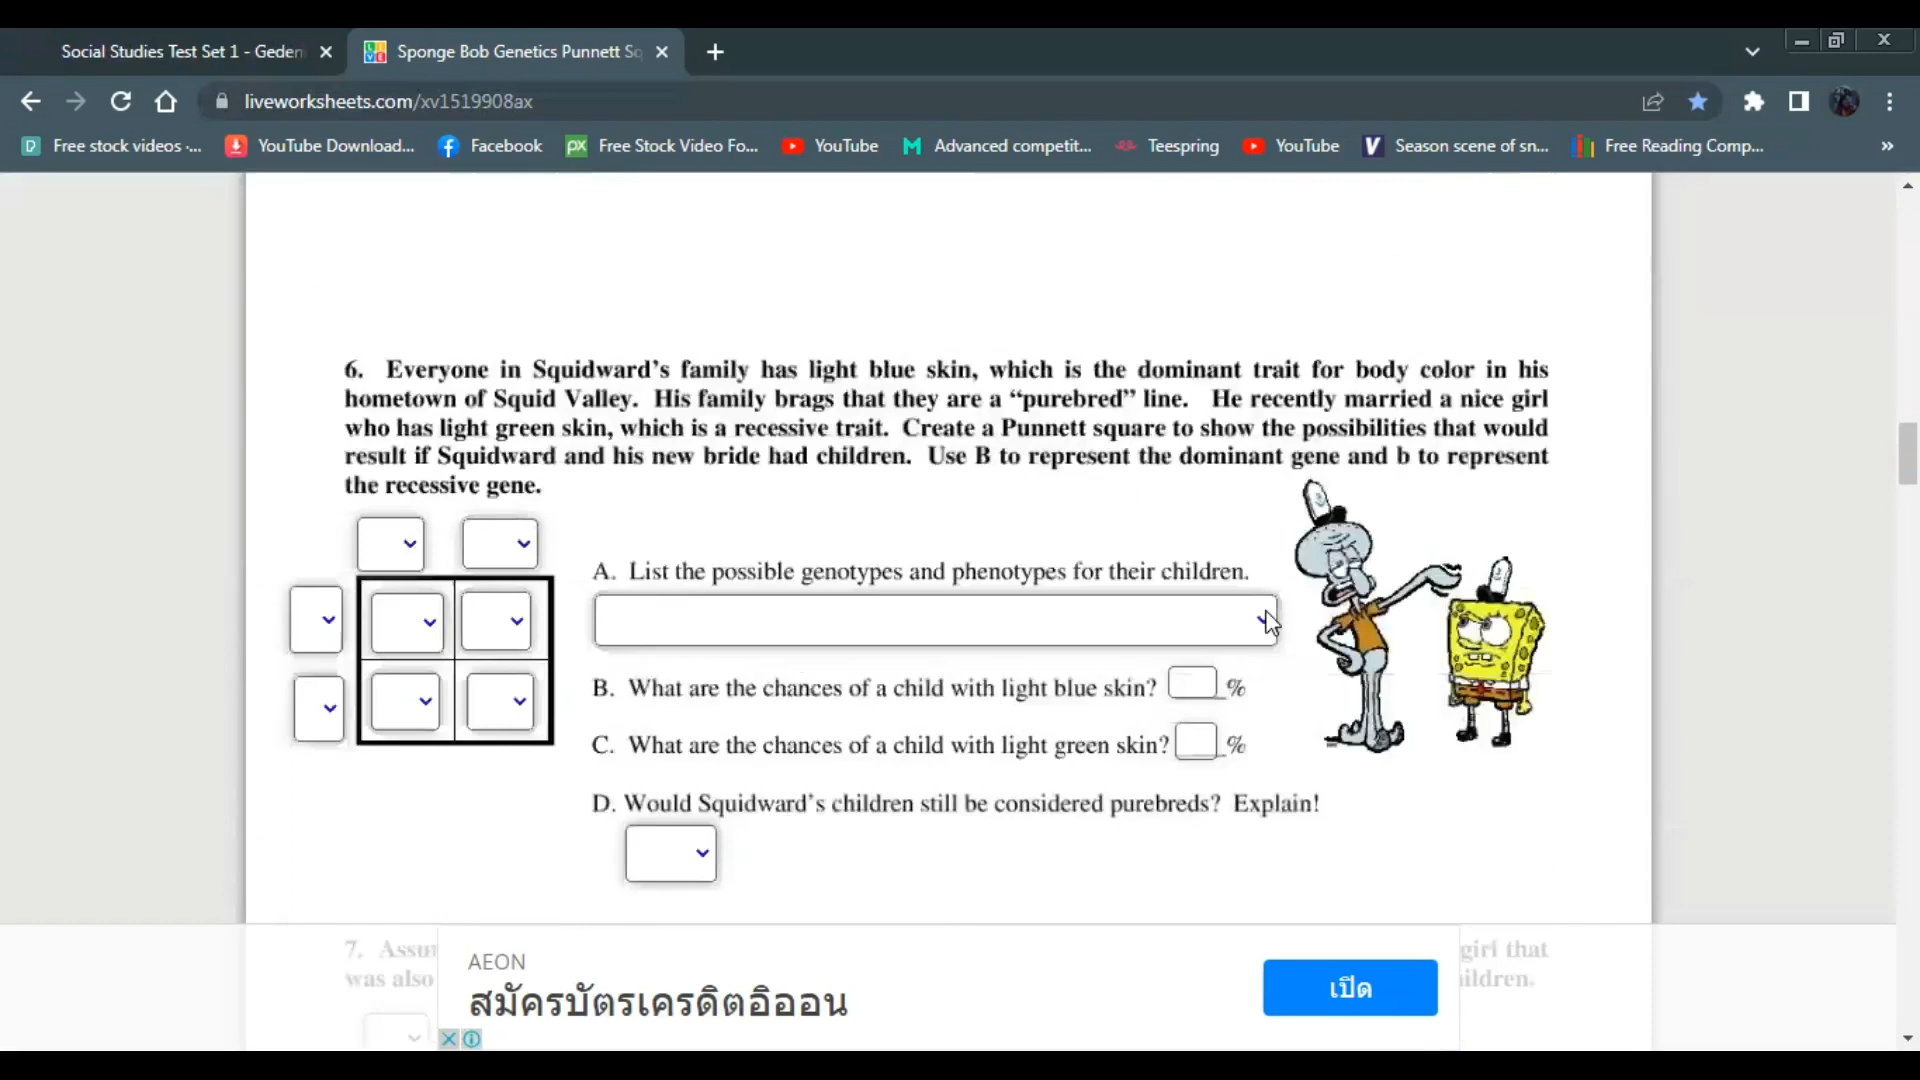 Social Studies Test Set 1 - Gedem
Sponge Bob Genetics Punnett Sq
liveworksheets.com/xv1519908ax
Free stock videos ·...
YouTube Download...
Facebook
Free Stock Video Fo...
YouTube
Advanced competit...
Teespring
YouTube
Season scene of sn...
Free Reading Comp...
6. Everyone in Squidward's family has light blue skin, which is the dominant trait for body color in his
hometown of Squid Valley. His family brags that they are a “purebred” line. He recently married a nice girl
who has light green skin, which is a recessive trait. Create a Punnett square to show the possibilities that would
result if Squidward and his new bride had children. Use B to represent the dominant gene and b to represent
the recessive gene.
A. List the possible genotypes and phenotypes for their children.
B. What are the chances of a child with light blue skin? %
C. What are the chances of a child with light green skin? %
D. Would Squidward's children still be considered purebreds? Explain!
7. Assum girl that
was also ildren.
AEON
สมัครบัตรเครดิตอิออน
เปิด